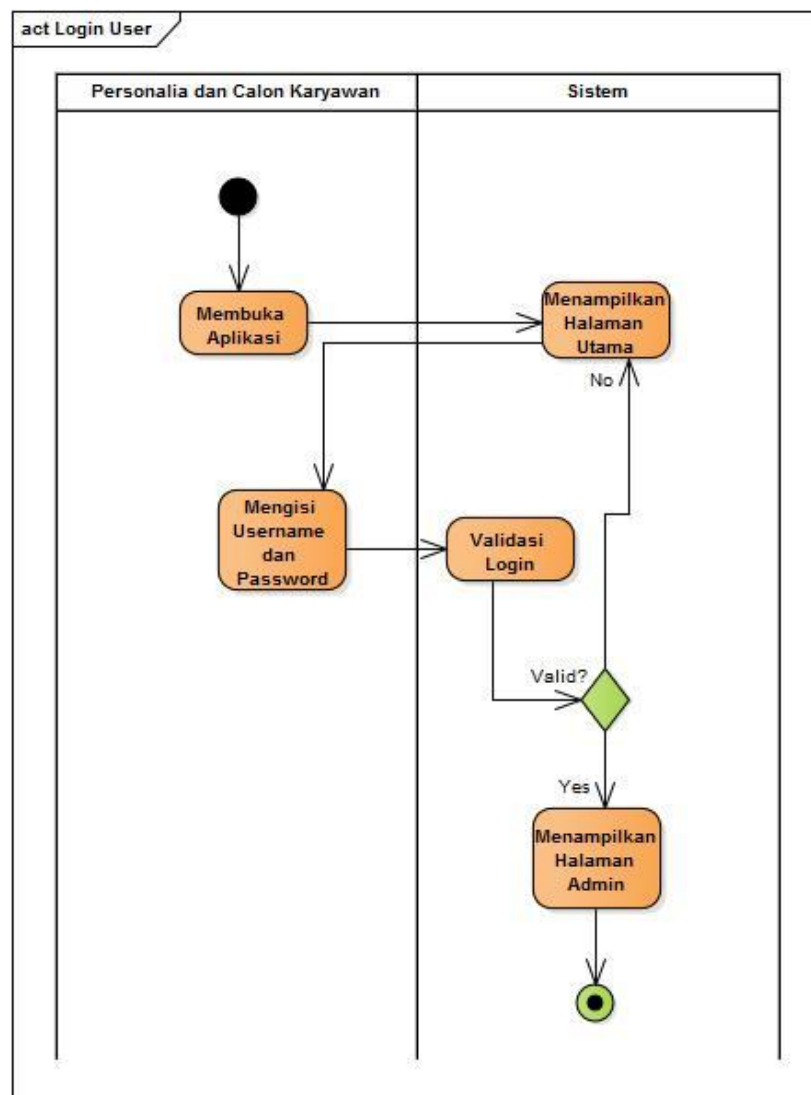 act Login User
Personalia dan Calon Karyawan
Sistem
Membuka
Aplikasi
Menampilkan
Halaman
Utama
No
Mengisi
Username
dan
Password
Validasi
Login
Valid?
Yes
Menampilkan
Halaman
Admin